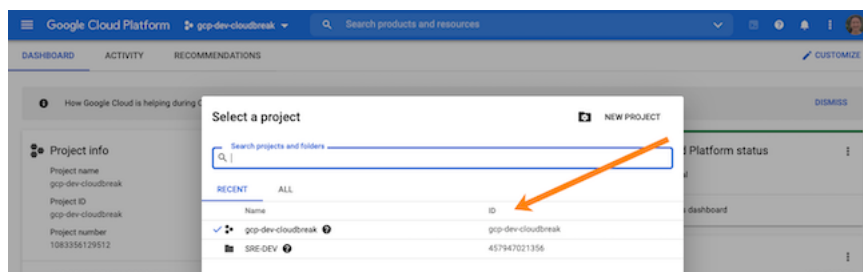 Google Cloud Platform
gcp-dev-cloudbreak
Search products and resources
DASHBOARD
ACTIVITY
RECOMMENDATIONS
CUSTOMIZE
How Google Cloud is helping during C
DISMISS
Select a project
NEW PROJECT
Search projects and folders
RECENT
ALL
Name
ID
gcp-dev-cloudbreak
gcp-dev-cloudbreak
SRE-DEV
457947021356
Project info
Project name
gcp-dev-cloudbreak
Project ID
gcp-dev-cloudbreak
Project number
1083356129512
Platform status
al
dashboard